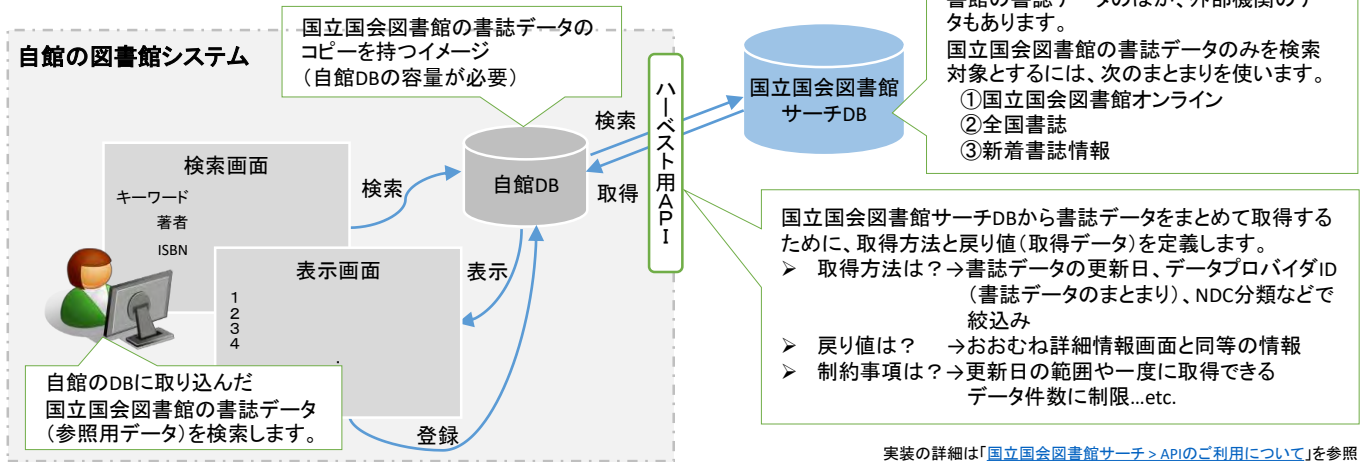 自館の図書館システム
国立国会図書館の書誌データの
コピーを持つイメージ
（自館DBの容量が必要）
検索画面
キーワード
著者
ISBN
検索
自館DB
表示画面
1
2
3
4
表示
登録
自館のDBに取り込んだ
国立国会図書館の書誌データ
（参照用データ）を検索します。
検索
取得
ハーベスト用API
国立国会図書館
サーチDB
タもあります。
国立国会図書館の書誌データのみを検索
対象とするには、次のまとまりを使います。
①国立国会図書館オンライン
②全国書誌
③新着書誌情報
国立国会図書館サーチDBから書誌データをまとめて取得する
ために、取得方法と戻り値（取得データ）を定義します。
➢ 取得方法は？→書誌データの更新日、データプロバイダID
（書誌データのまとまり）、NDC分類などで
絞込み
➢ 戻り値は？　→おおむね詳細情報画面と同等の情報
➢ 制約事項は？→更新日の範囲や一度に取得できる
データ件数に制限…etc.
実装の詳細は「国立国会図書館サーチ > APIのご利用について」を参照